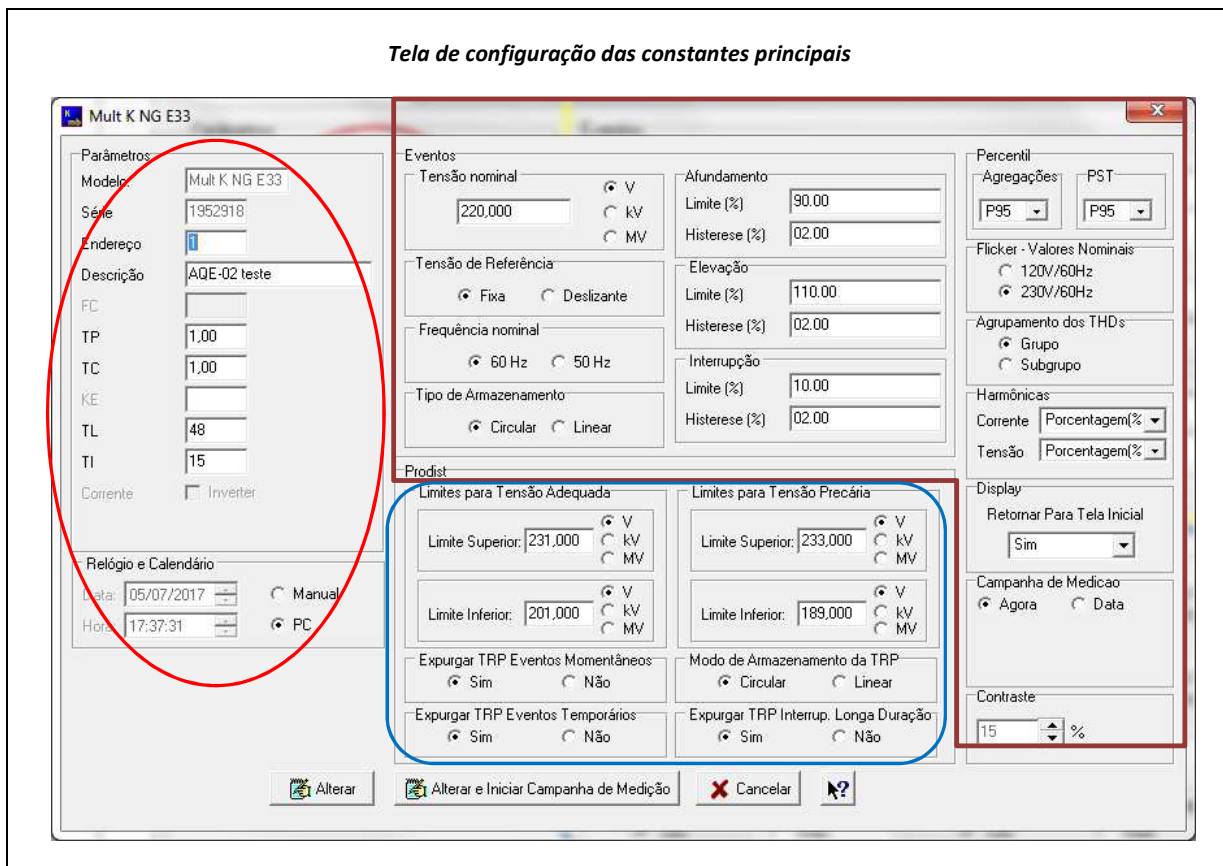 Tela de configuração das constantes principais
Mult K NG E33
Parâmetros
Modelo: Mult K NG E33
Série 1952918
Endereço 1
Descrição AQE-02 teste
FC
TP 1,00
TC 1,00
KE
TL 48
TI 15
Corrente Inverter
Relógio e Calendário
Data: 05/07/2017 Manual
Hora: 17:37:31 PC
Eventos
Tensão nominal
220,000
V
kV
MV
Tensão de Referência
Fixa Deslizante
Frequência nominal
60 Hz 50 Hz
Tipo de Armazenamento
Circular Linear
Afundamento
Limite (%) 90.00
Histerese (%) 02.00
Elevação
Limite (%) 110.00
Histerese (%) 02.00
Interrupção
Limite (%) 10.00
Histerese (%) 02.00
Prodist
Limites para Tensão Adequada
Limite Superior: 231,000
V
kV
MV
Limite Inferior: 201,000
V
kV
MV
Limites para Tensão Precária
Limite Superior: 233,000
V
kV
MV
Limite Inferior: 189,000
V
kV
MV
Expurgar TRP Eventos Momentâneos
Sim Não
Modo de Armazenamento da TRP
Circular Linear
Expurgar TRP Eventos Temporários
Sim Não
Expurgar TRP Interrup. Longa Duração
Sim Não
Percentil
Agregações PST
P95 P95
Flicker - Valores Nominais
120V/60Hz
230V/60Hz
Agrupamento dos THDs
Grupo
Subgrupo
Harmônicas
Corrente Porcentagem(%
Tensão Porcentagem(%
Display
Retornar Para Tela Inicial
Sim
Campanha de Medicao
Agora Data
Contraste
15 %
Alterar Alterar e Iniciar Campanha de Medição Cancelar ?